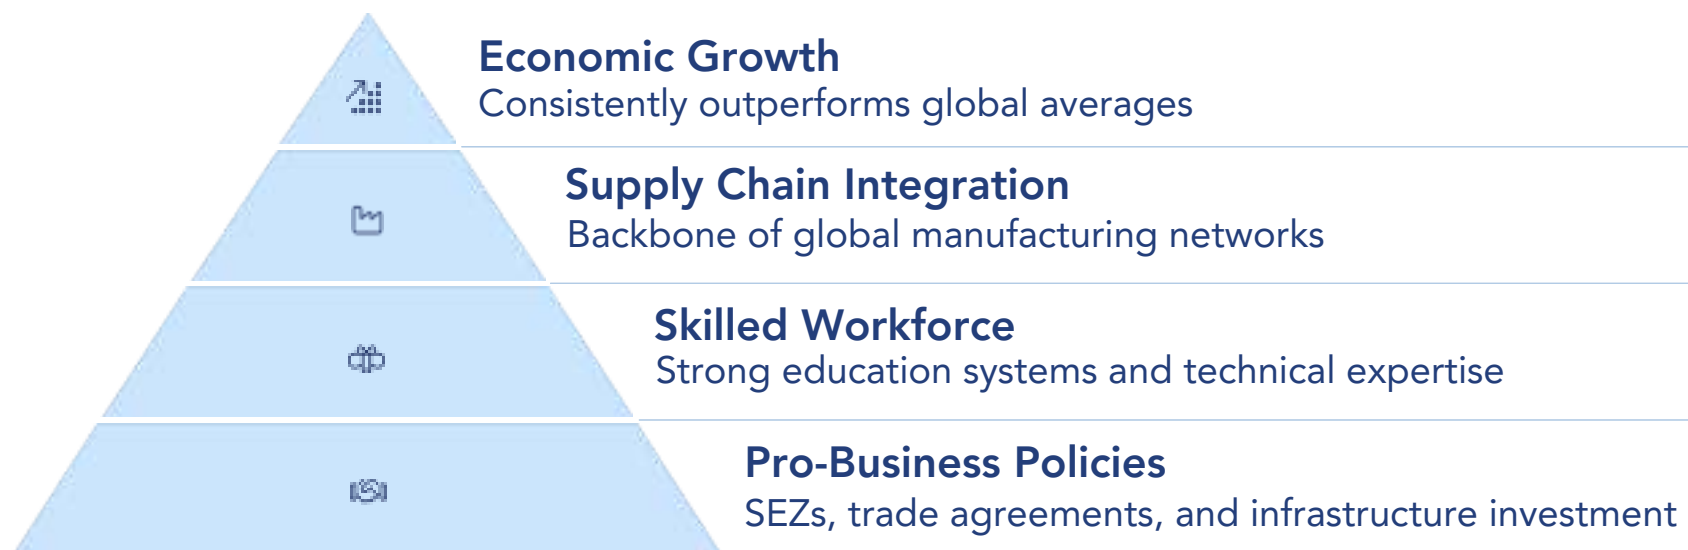 Economic Growth
Consistently outperforms global averages
Supply Chain Integration
Backbone of global manufacturing networks
Skilled Workforce
Strong education systems and technical expertise
Pro-Business Policies
SEZs, trade agreements, and infrastructure investment